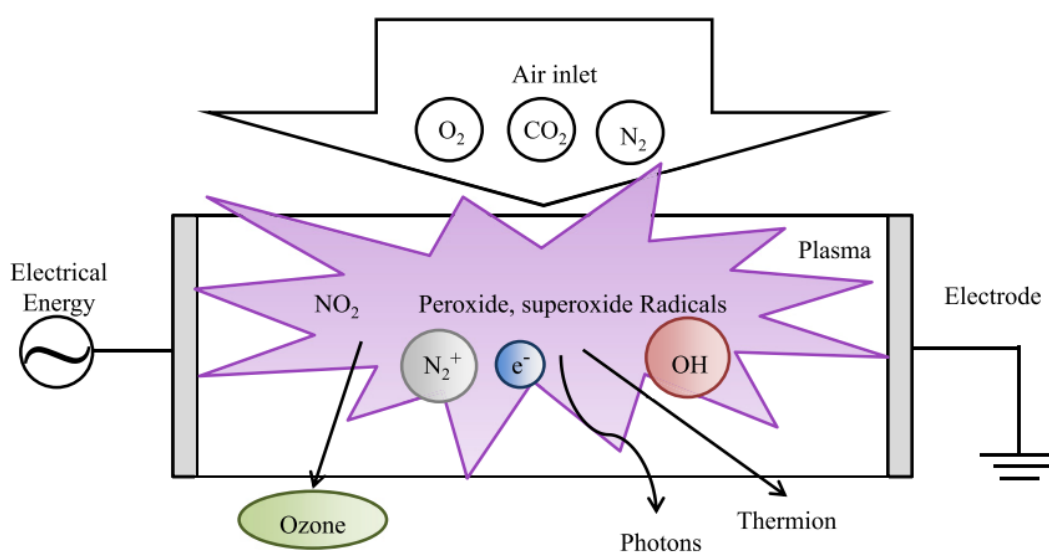 Air inlet
O₂
CO₂
N₂
Plasma
Electrical
Energy
Electrode
NO₂
Peroxide, superoxide Radicals
N₂⁺
e⁻
OH
Ozone
Thermion
Photons